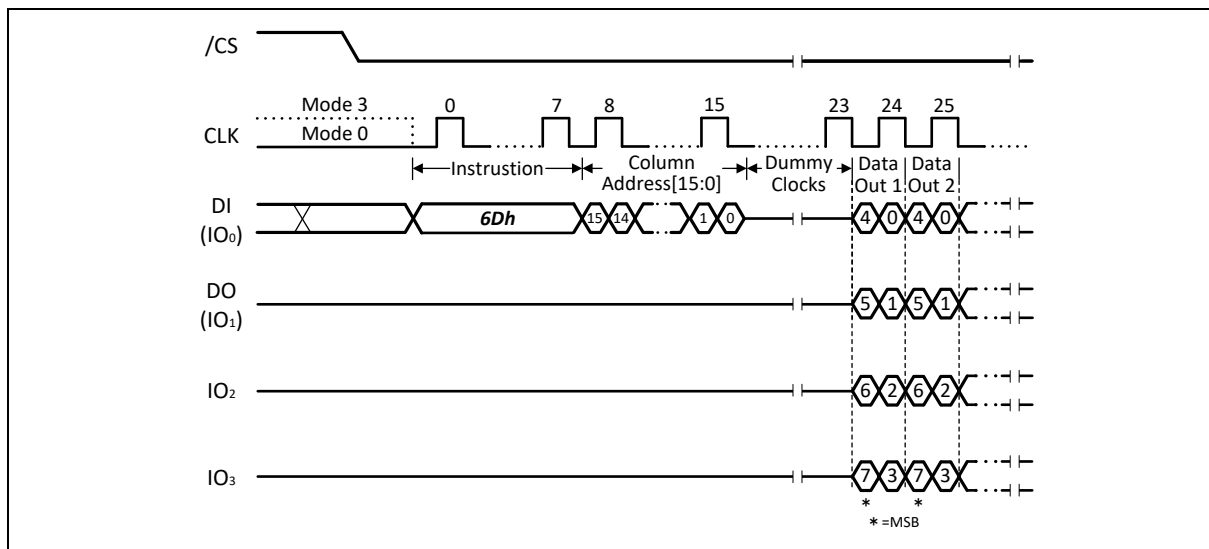 /CS
Mode 3
Mode 0
CLK
0 7 8 15 23 24 25
Instrustion
Column
Address[15:0]
Dummy
Clocks
Data
Out 1
Data
Out 2
DI
(IO0)
6Dh
15 14 1 0 4 0 4 0
DO
(IO1)
5 1 5 1
IO2
6 2 6 2
IO3
7 3 7 3
* *
* =MSB